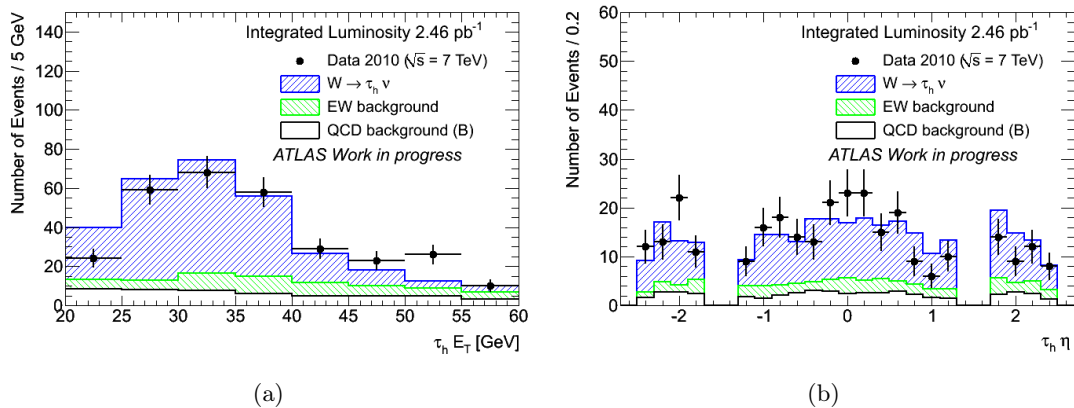 Number of Events / 5 GeV
140
120
100
80
60
40
20
0
Integrated Luminosity 2.46 pb⁻¹
Data 2010 (√s = 7 TeV)
W → τ_h ν
EW background
QCD background (B)
ATLAS Work in progress
20 25 30 35 40 45 50 55 60
τ_h E_T [GeV]
(a)
Number of Events / 0.2
60
50
40
30
20
10
0
Integrated Luminosity 2.46 pb⁻¹
Data 2010 (√s = 7 TeV)
W → τ_h ν
EW background
QCD background (B)
ATLAS Work in progress
-2 -1 0 1 2
τ_h η
(b)